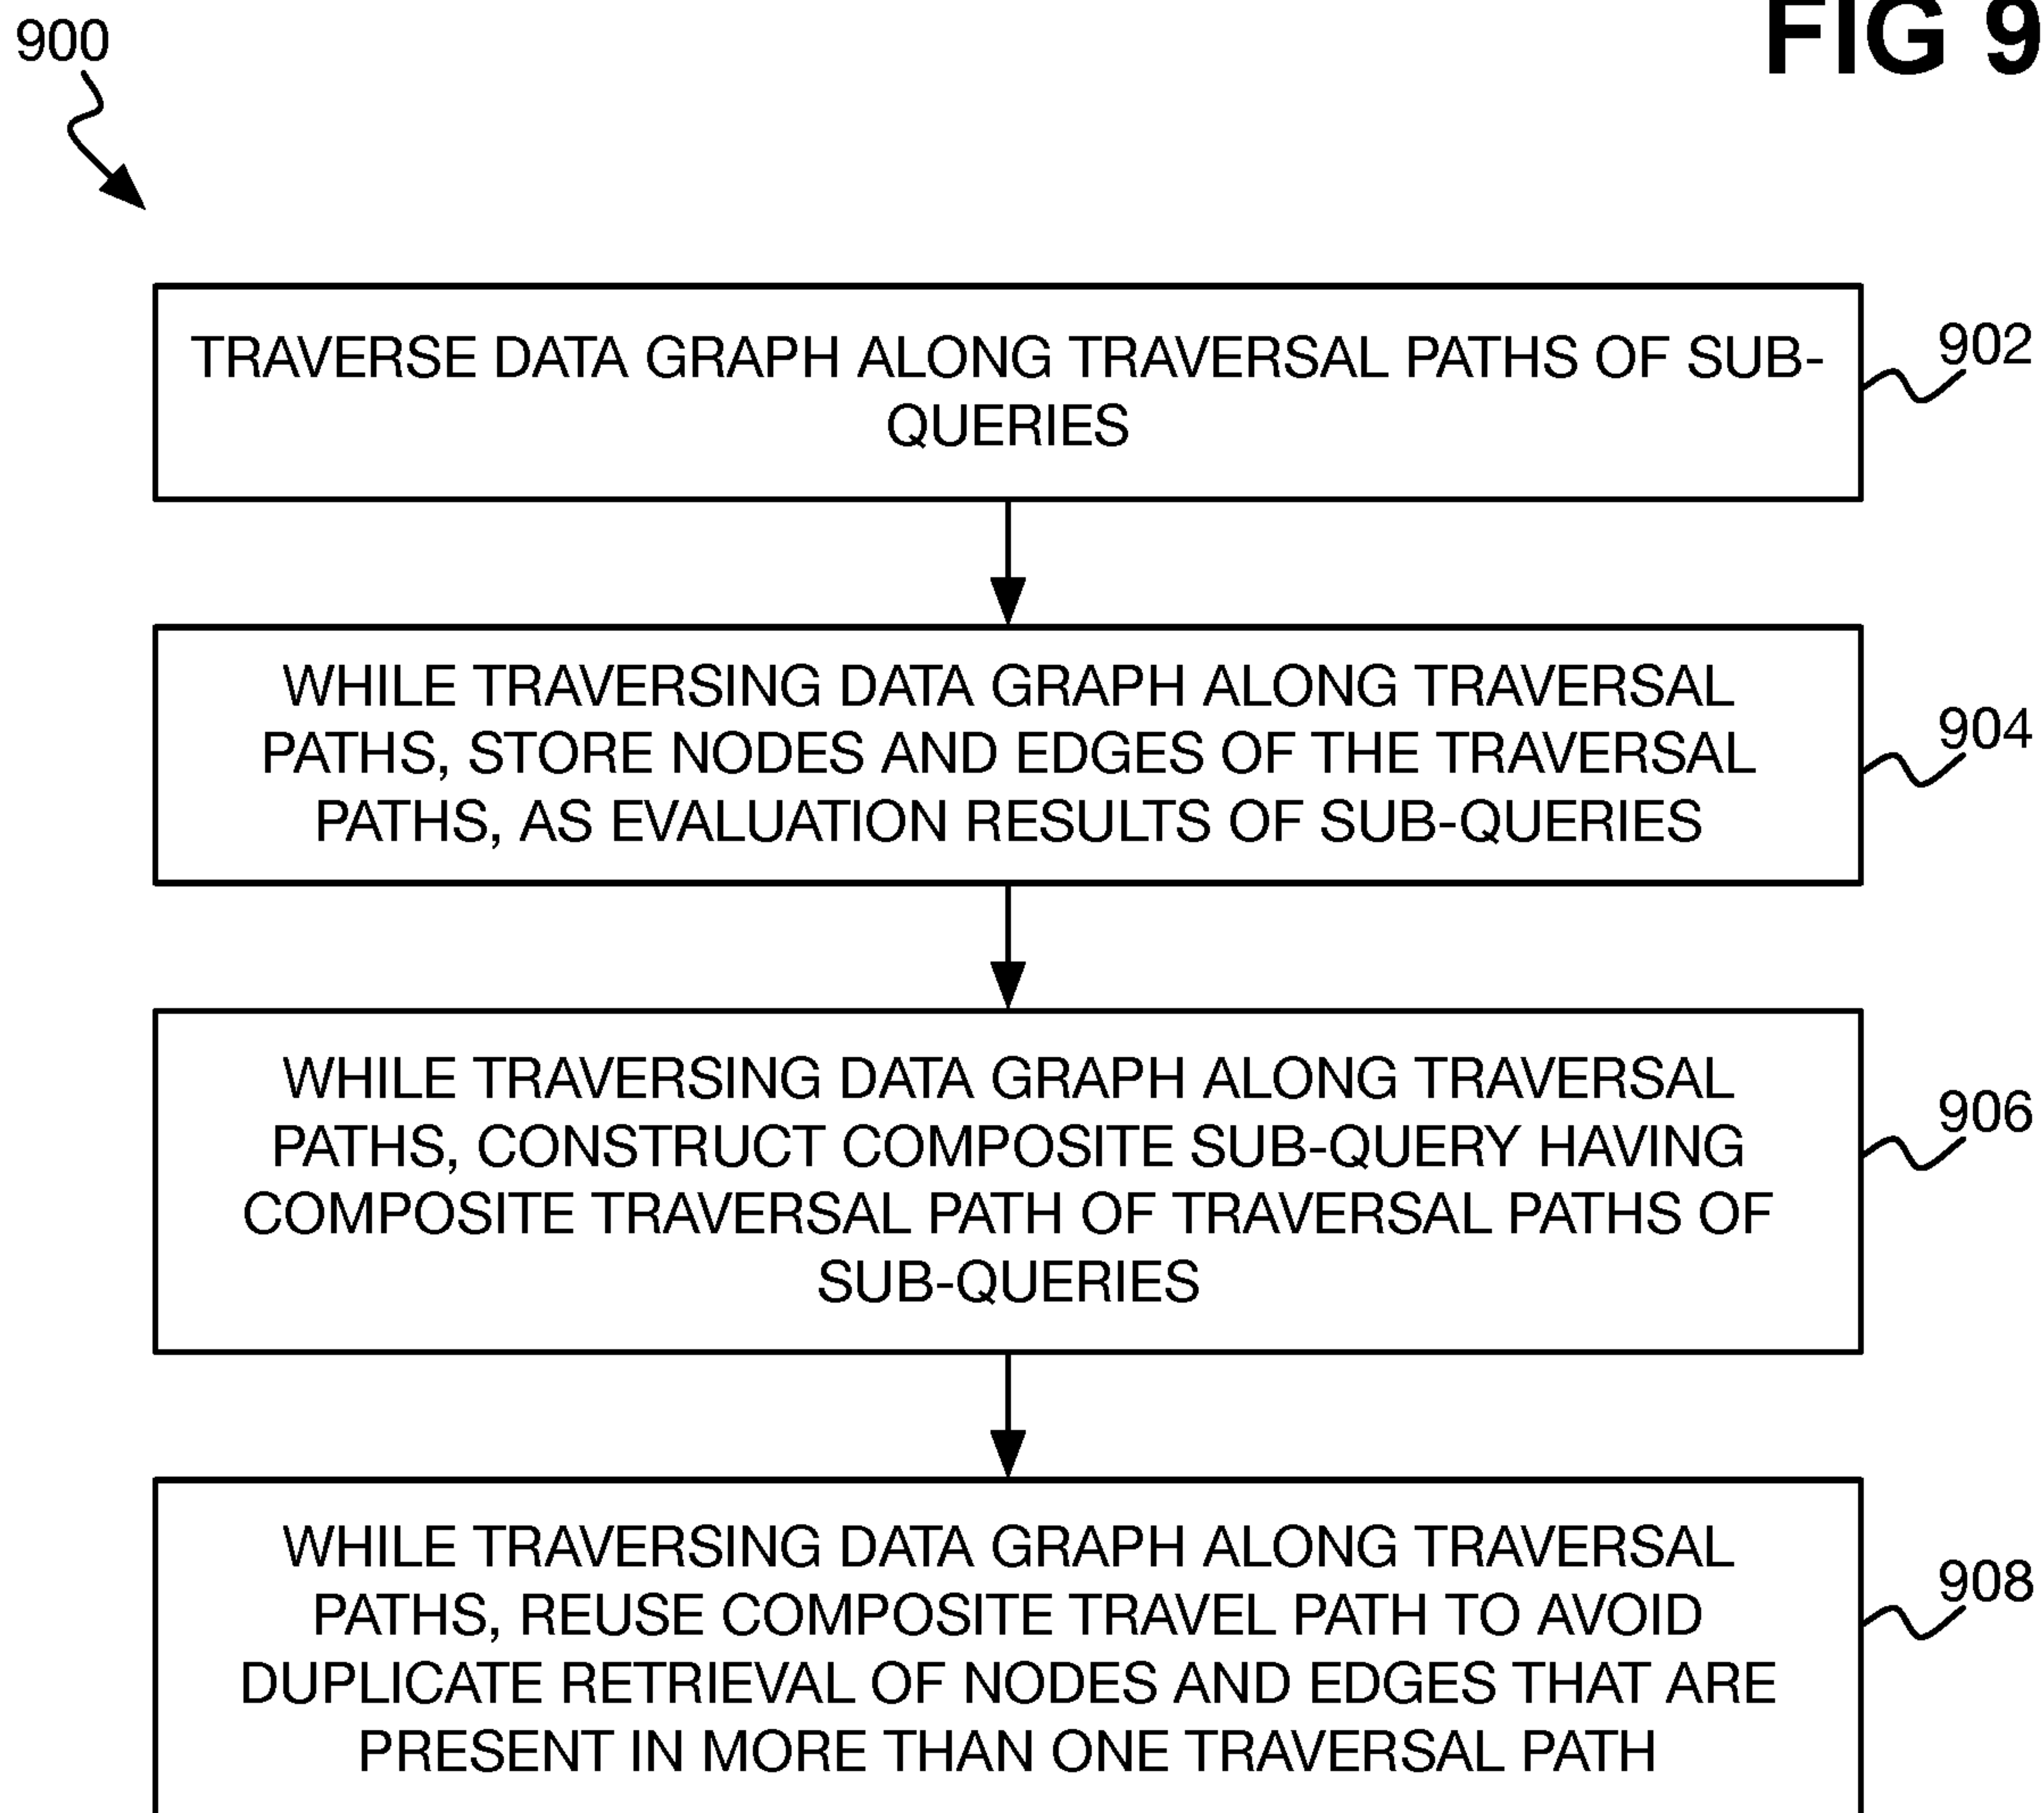 900
FIG 9
TRAVERSE DATA GRAPH ALONG TRAVERSAL PATHS OF SUB-
QUERIES
902
WHILE TRAVERSING DATA GRAPH ALONG TRAVERSAL
PATHS, STORE NODES AND EDGES OF THE TRAVERSAL
PATHS, AS EVALUATION RESULTS OF SUB-QUERIES
904
WHILE TRAVERSING DATA GRAPH ALONG TRAVERSAL
PATHS, CONSTRUCT COMPOSITE SUB-QUERY HAVING
COMPOSITE TRAVERSAL PATH OF TRAVERSAL PATHS OF
SUB-QUERIES
906
WHILE TRAVERSING DATA GRAPH ALONG TRAVERSAL
PATHS, REUSE COMPOSITE TRAVEL PATH TO AVOID
DUPLICATE RETRIEVAL OF NODES AND EDGES THAT ARE
PRESENT IN MORE THAN ONE TRAVERSAL PATH
908